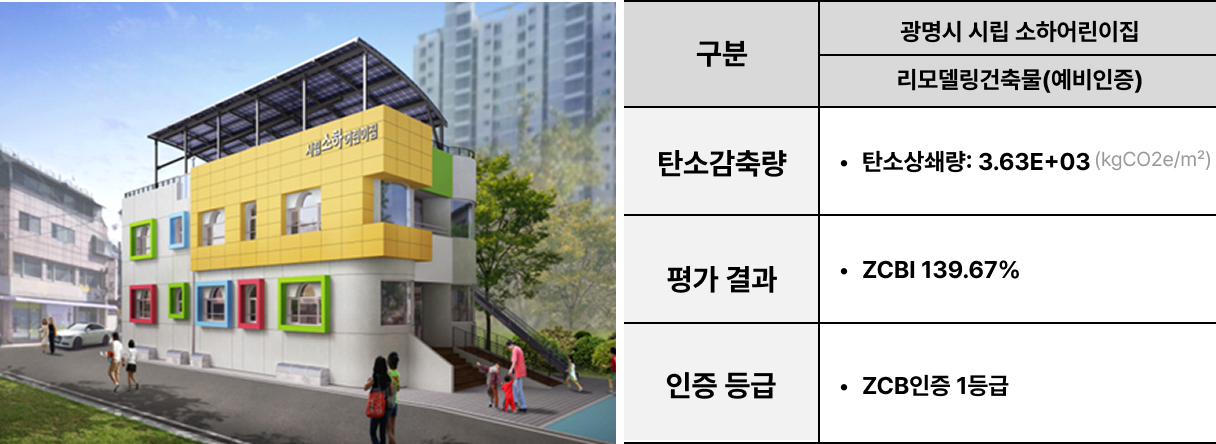 시립 소하어린이집
구분
광명시 시립 소하어린이집
리모델링건축물(예비인증)
탄소감축량
• 탄소상쇄량: 3.63E+03 (kgCO2e/m²)
평가 결과
• ZCBI 139.67%
인증 등급
• ZCB인증 1등급